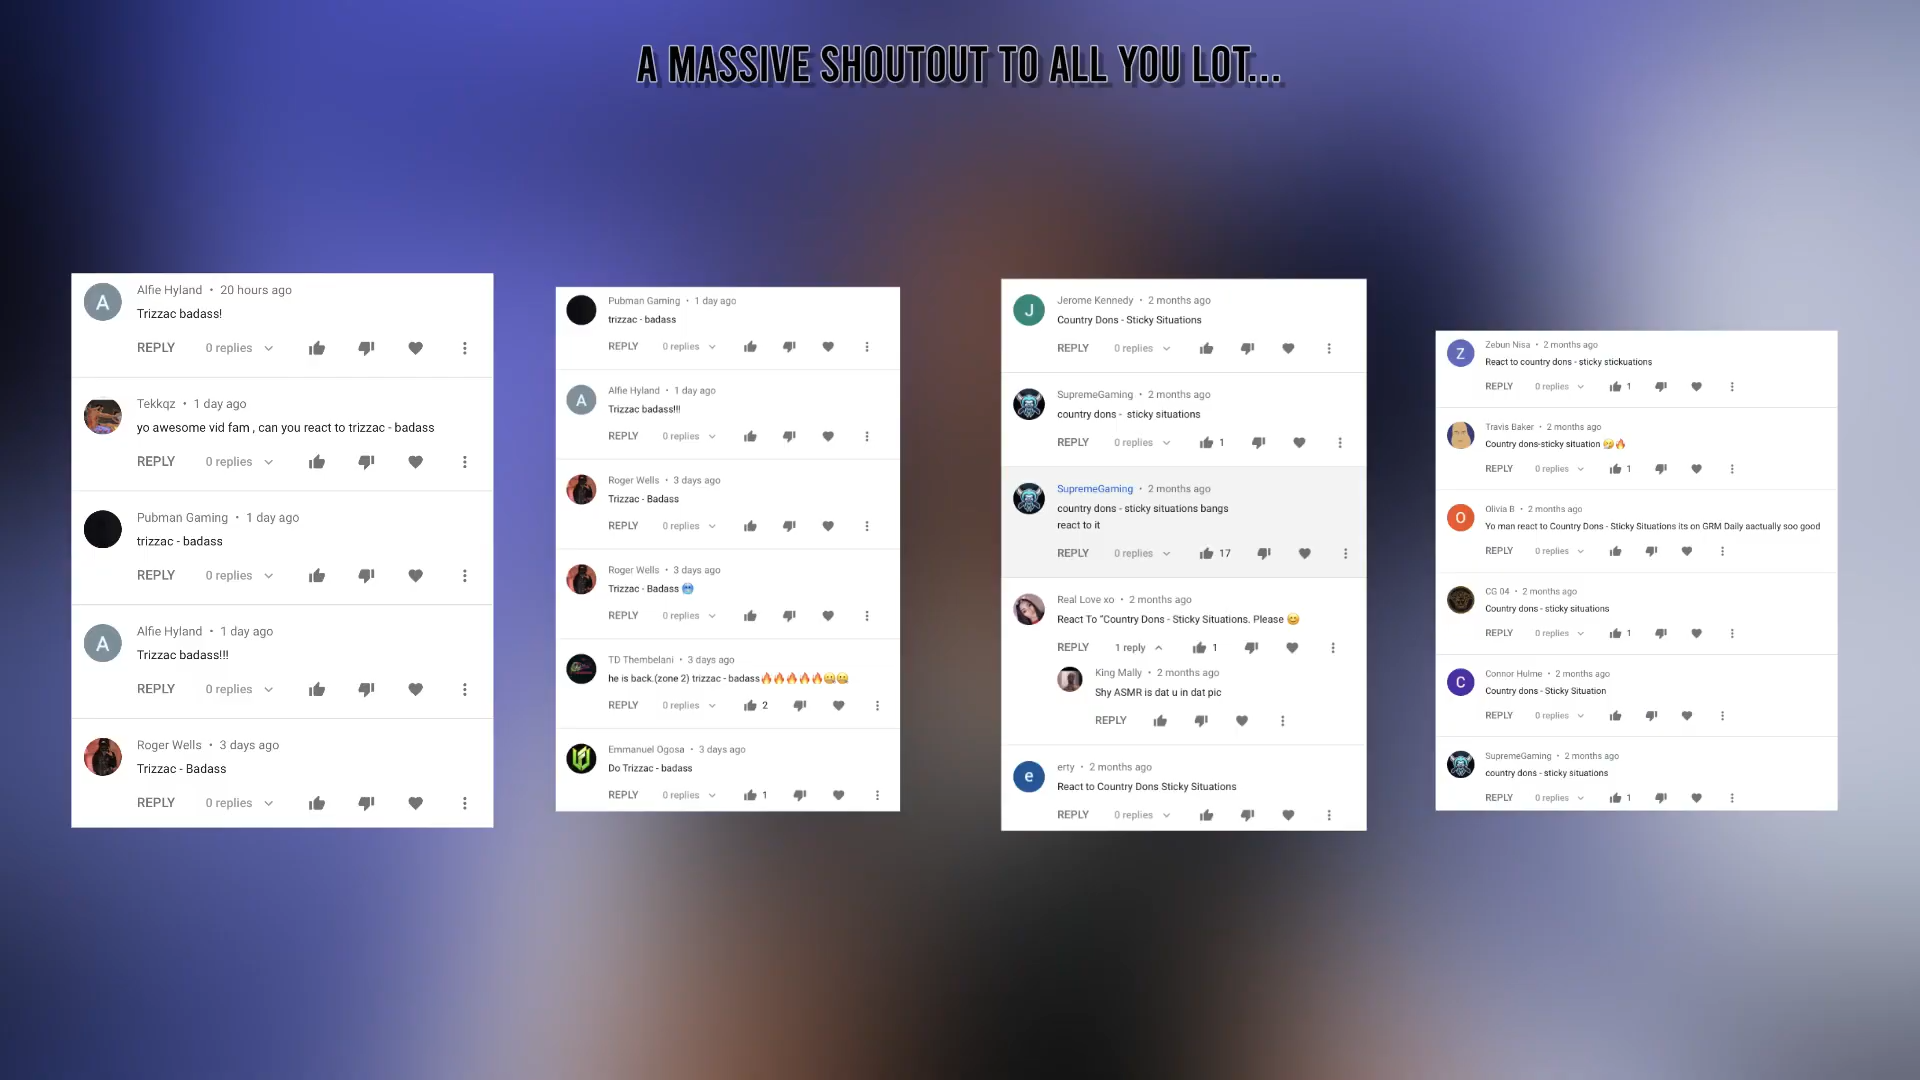 A MASSIVE SHOUTOUT TO ALL YOU LOT...
A
Alfie Hyland • 20 hours ago
Trizzac badass!
REPLY 0 replies
Tekkqz • 1 day ago
yo awesome vid fam , can you react to trizzac - badass
REPLY 0 replies
Pubman Gaming • 1 day ago
trizzac - badass
REPLY 0 replies
A
Alfie Hyland • 1 day ago
Trizzac badass!!!
REPLY 0 replies
Roger Wells • 3 days ago
Trizzac - Badass
REPLY 0 replies
Pubman Gaming • 1 day ago
trizzac - badass
REPLY 0 replies
A
Alfie Hyland • 1 day ago
Trizzac badass!!!
REPLY 0 replies
Roger Wells • 3 days ago
Trizzac - Badass
REPLY 0 replies
Roger Wells • 3 days ago
Trizzac - Badass 🥶
REPLY 0 replies
TD Thembelani • 3 days ago
he is back.(zone 2) trizzac - badass🔥🔥🔥🔥🔥🤐🤐
REPLY 0 replies 2
Emmanuel Ogosa • 3 days ago
Do Trizzac - badass
REPLY 0 replies 1
J
Jerome Kennedy • 2 months ago
Country Dons - Sticky Situations
REPLY 0 replies
SupremeGaming • 2 months ago
country dons - sticky situations
REPLY 0 replies 1
SupremeGaming • 2 months ago
country dons - sticky situations bangs
react to it
REPLY 0 replies 17
Real Love xo • 2 months ago
React To “Country Dons - Sticky Situations. Please 😊
REPLY 1 reply 1
King Mally • 2 months ago
Shy ASMR is dat u in dat pic
REPLY
e
erty • 2 months ago
React to Country Dons Sticky Situations
REPLY 0 replies
Z
Zebun Nisa • 2 months ago
React to country dons - sticky stickuations
REPLY 0 replies 1
Travis Baker • 2 months ago
Country dons-sticky situation 🤣🔥
REPLY 0 replies 1
O
Olivia B • 2 months ago
Yo man react to Country Dons - Sticky Situations its on GRM Daily aactually soo good
REPLY 0 replies
CG 04 • 2 months ago
Country dons - sticky situations
REPLY 0 replies 1
C
Connor Hulme • 2 months ago
Country dons - Sticky Situation
REPLY 0 replies
SupremeGaming • 2 months ago
country dons - sticky situations
REPLY 0 replies 1